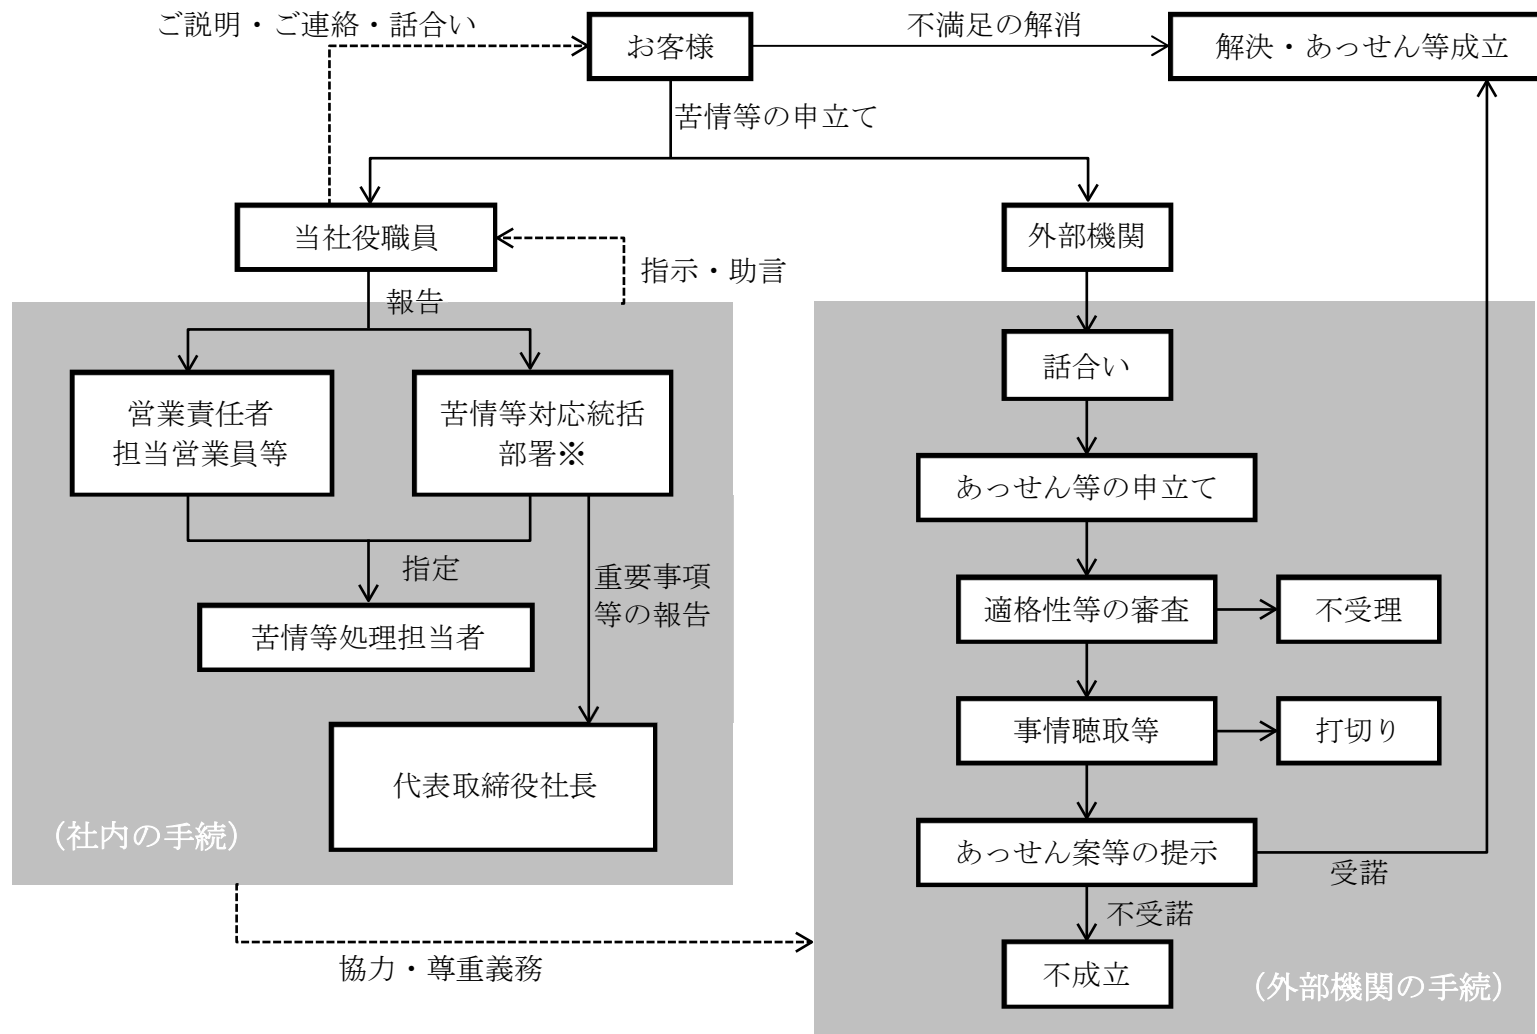 ご説明・ご連絡・話合い
お客様
不満足の解消
解決・あっせん等成立
苦情等の申立て
当社役職員
外部機関
指示・助言
報告
営業責任者
担当営業員等
苦情等対応統括
部署※
指定
重要事項
等の報告
苦情等処理担当者
代表取締役社長
(社内の手続)
協力・尊重義務
話合い
あっせん等の申立て
適格性等の審査
不受理
事情聴取等
打切り
あっせん案等の提示
受諾
不受諾
不成立
(外部機関の手続)